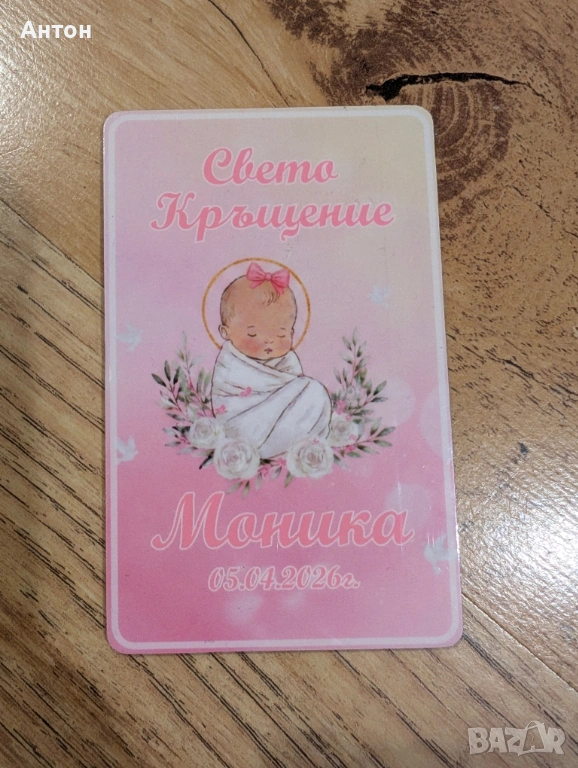 Антон
Свето
Кръщение
Моника
05.04.2026г.
BAZAR